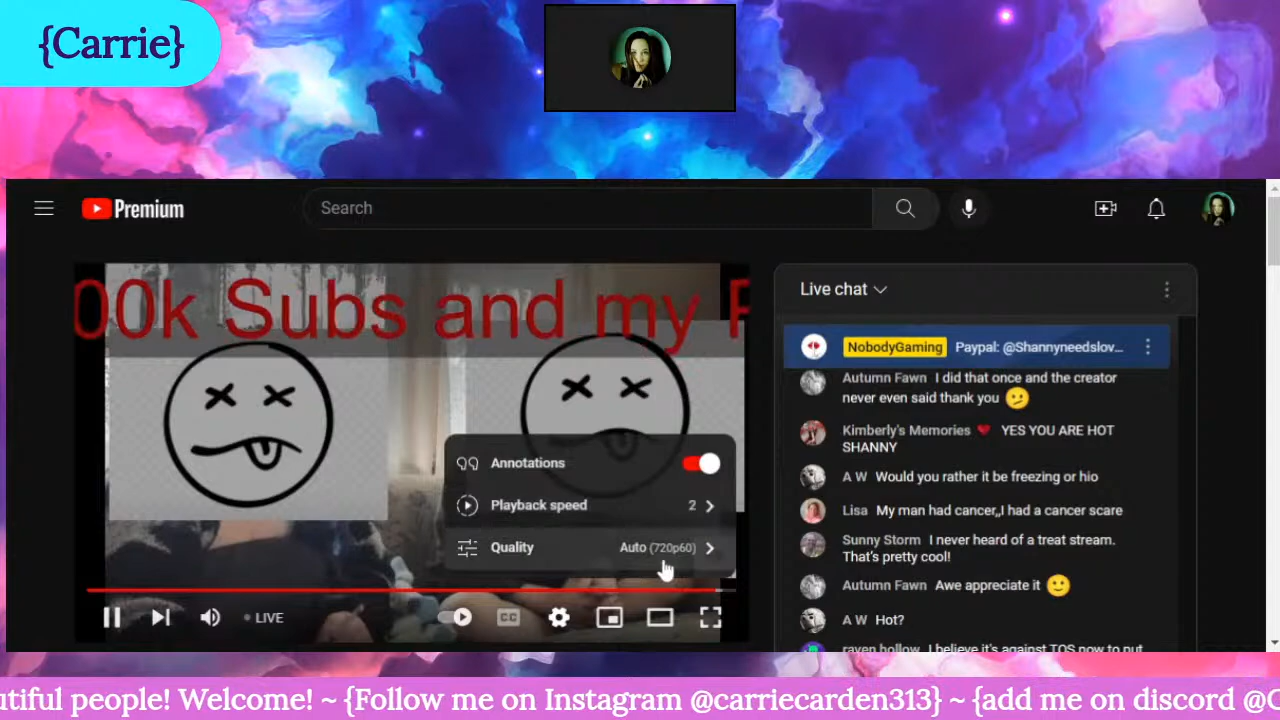 {Carrie}
Premium
Search
00k Subs and my
Annotations
Playback speed 2
Quality Auto (720p60)
LIVE
CC
Live chat
NobodyGaming Paypal: @Shannyneedslov...
Autumn Fawn I did that once and the creator
never even said thank you
Kimberly's Memories YES YOU ARE HOT
SHANNY
A W Would you rather it be freezing or hio
Lisa My man had cancer,,I had a cancer scare
Sunny Storm I never heard of a treat stream.
That's pretty cool!
Autumn Fawn Awe appreciate it
A W Hot?
raven hollow I believe it's against TOS now to put
utiful people! Welcome! ~ {Follow me on Instagram @carriecarden313} ~ {add me on discord @C